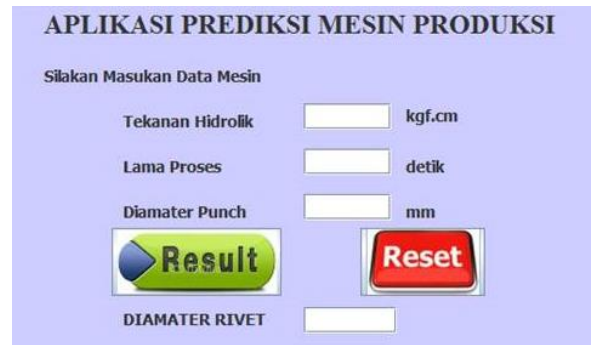 APLIKASI PREDIKSI MESIN PRODUKSI
Silakan Masukan Data Mesin
Tekanan Hidrolik kgf.cm
Lama Proses detik
Diamater Punch mm
Result Reset
DIAMATER RIVET